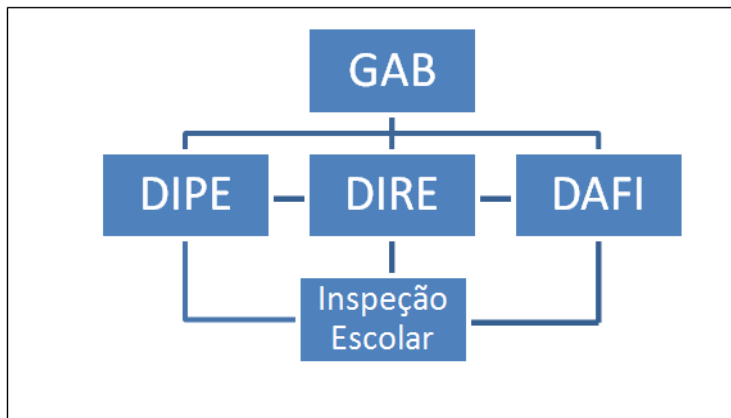 GAB
DIPE
DIRE
DAFI
Inspeção
Escolar